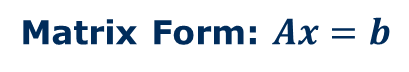 Matrix Form: Ax = b